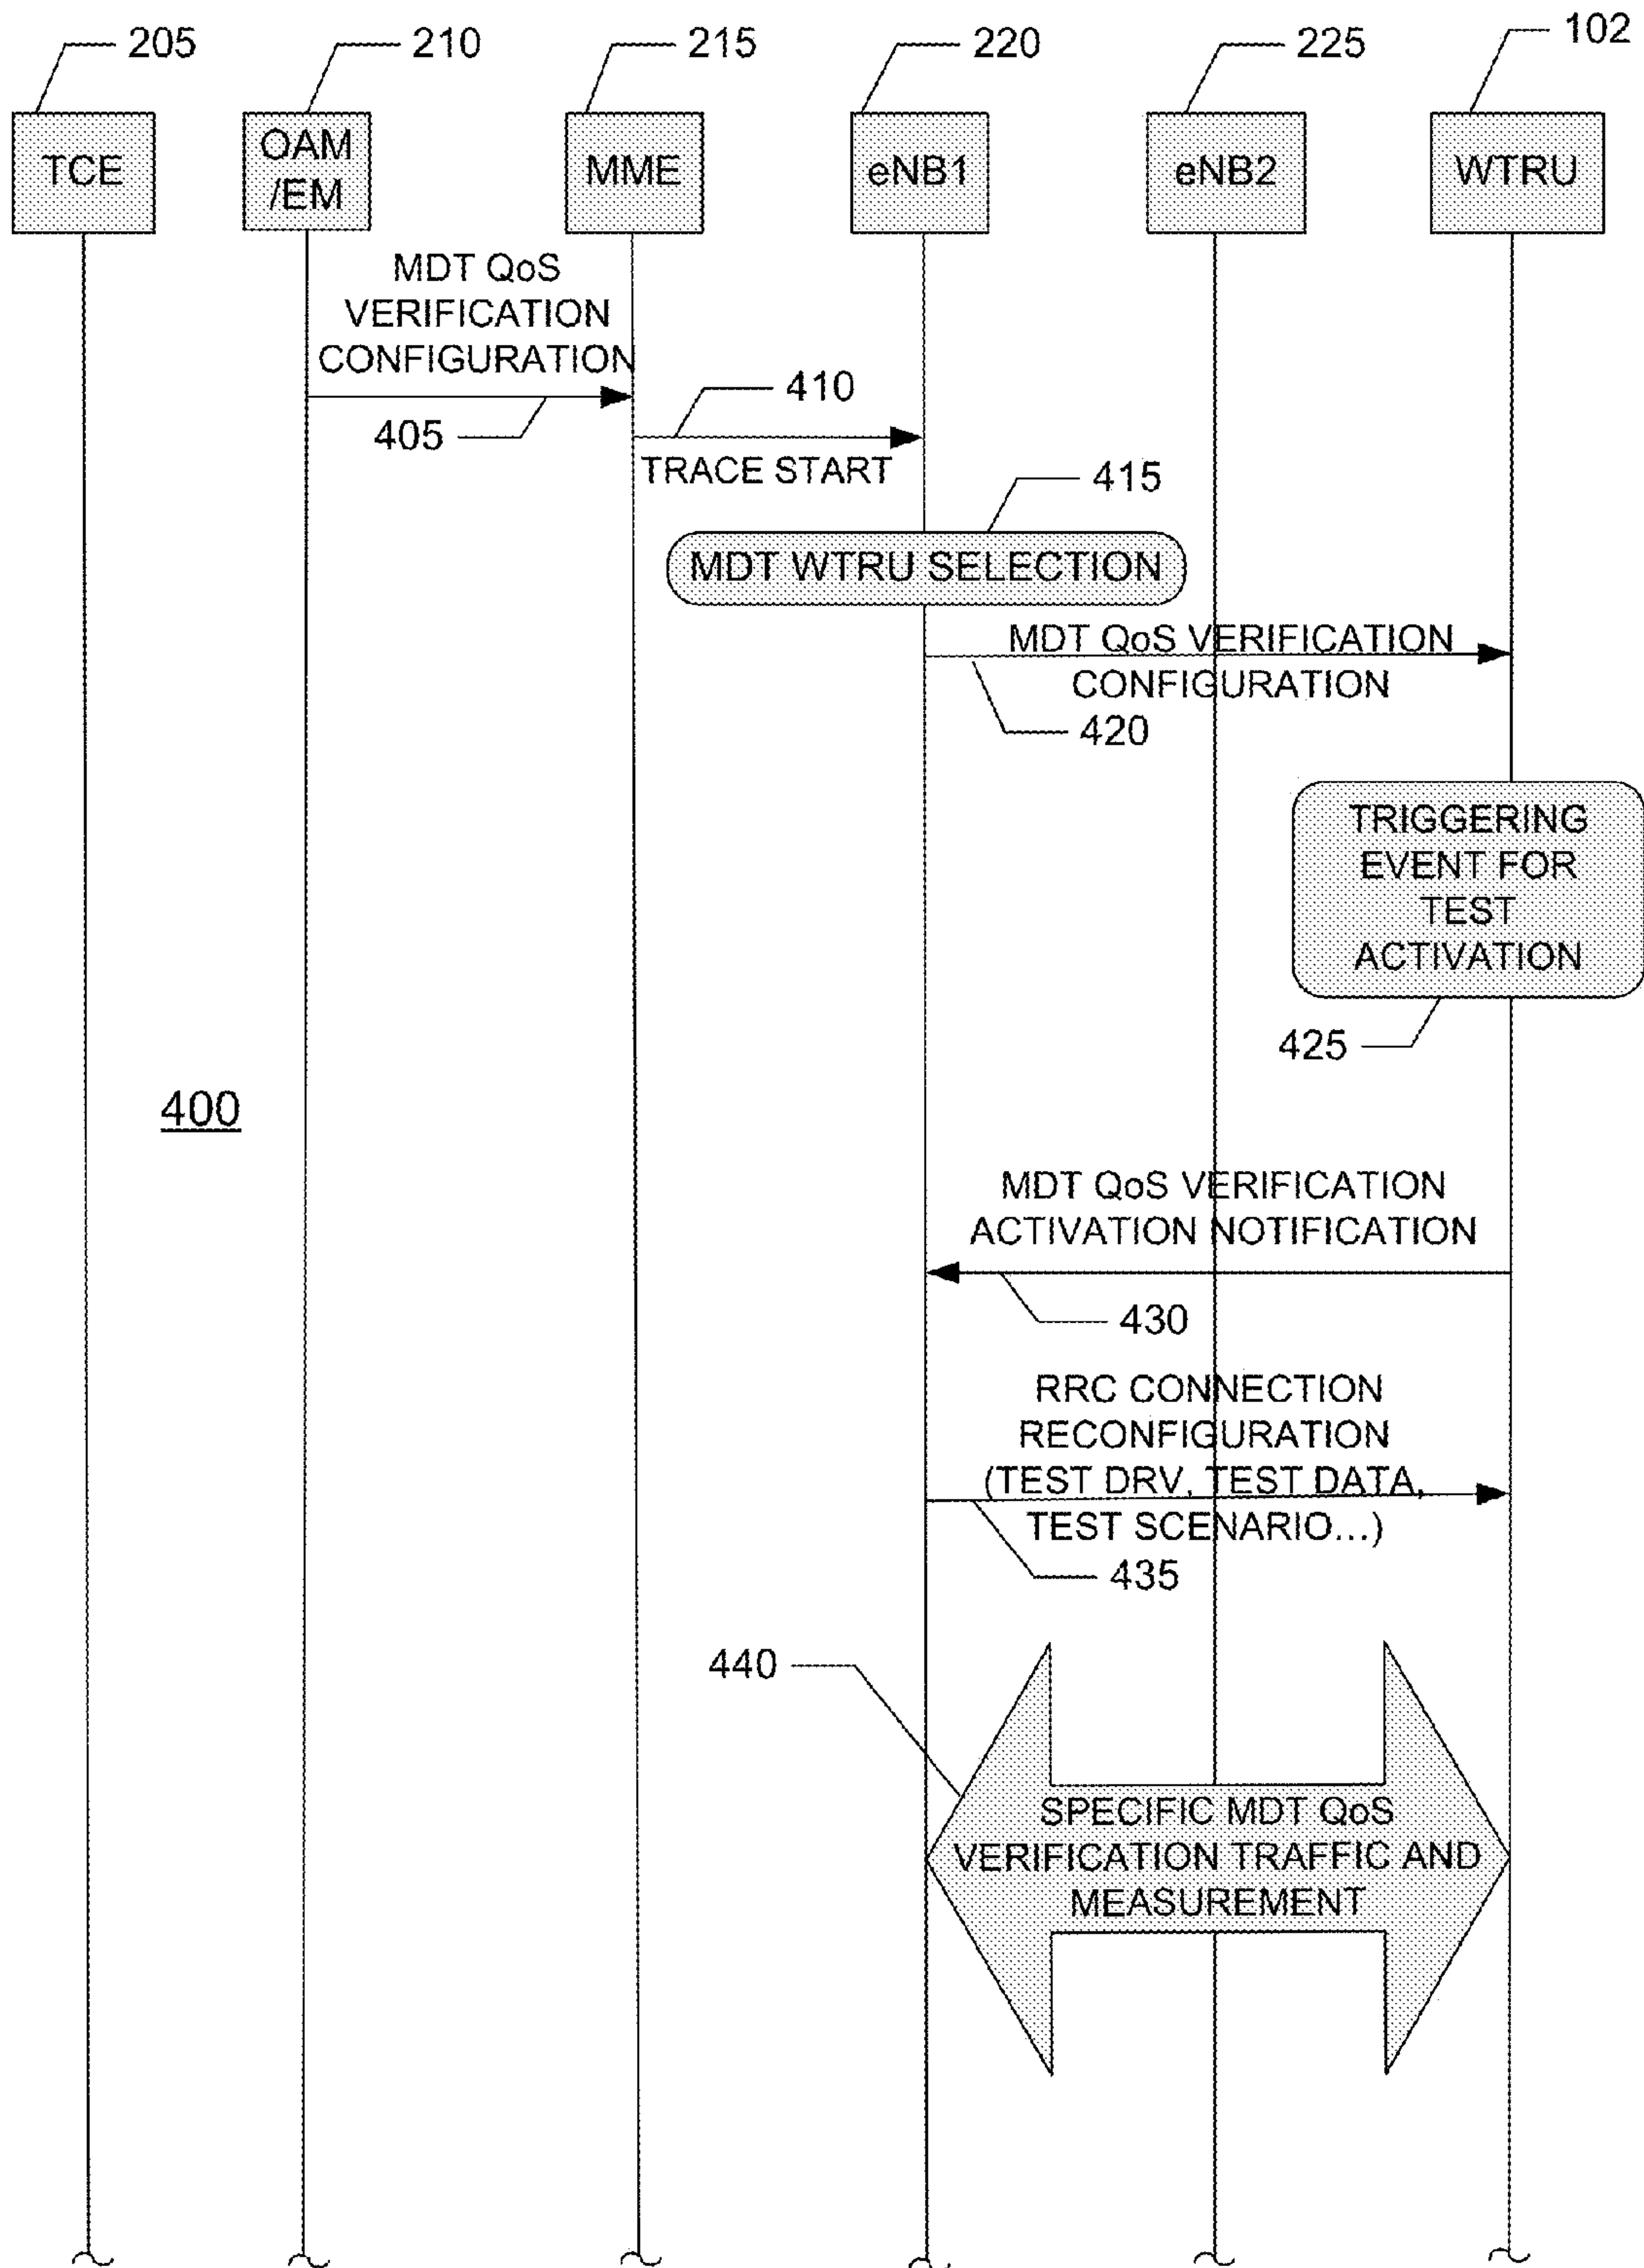 205
210
215
220
225
102
TCE
OAM
/EM
MME
eNB1
eNB2
WTRU
MDT QoS
VERIFICATION
CONFIGURATION
405
410
TRACE START
415
MDT WTRU SELECTION
MDT QoS VERIFICATION
CONFIGURATION
420
TRIGGERING
EVENT FOR
TEST
ACTIVATION
425
400
MDT QoS VERIFICATION
ACTIVATION NOTIFICATION
430
RRC CONNECTION
RECONFIGURATION
(TEST DRV, TEST DATA,
TEST SCENARIO...)
435
440
SPECIFIC MDT QoS
VERIFICATION TRAFFIC AND
MEASUREMENT